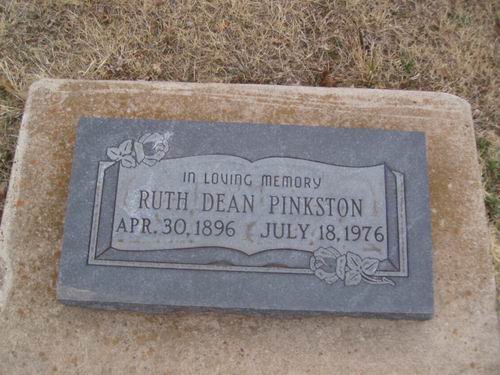 IN LOVING MEMORY
RUTH DEAN PINKSTON
APR. 30, 1896 JULY 18, 1976